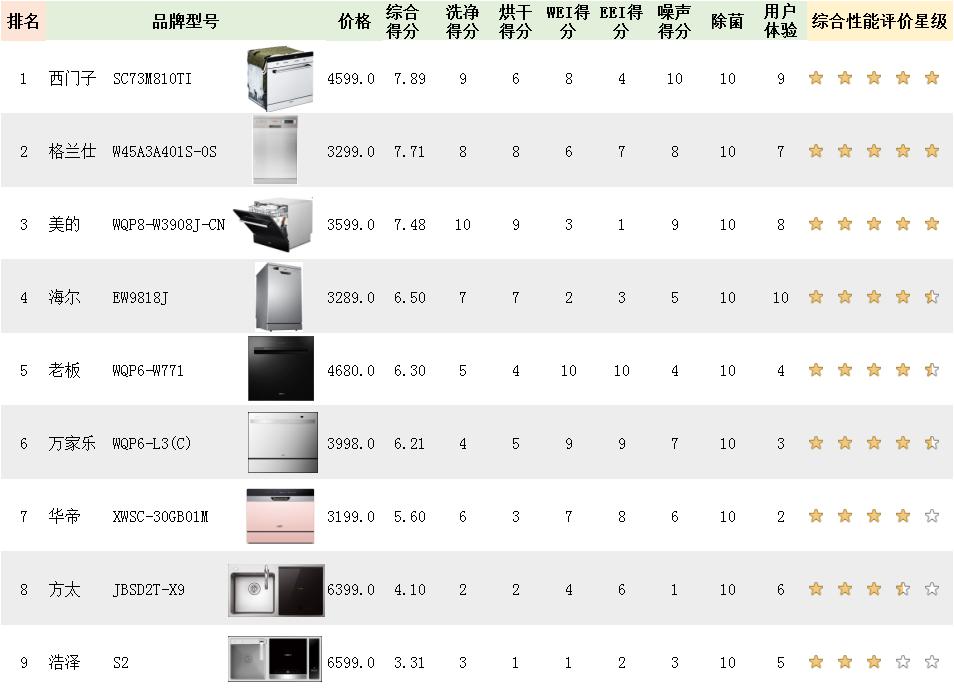 排名 品牌型号 价格 综合得分 洗净得分 烘干得分 WEI得分 EEI得分 噪声得分 除菌 用户体验 综合性能评价星级
1 西门子 SC73M810TI 4599.0 7.89 9 6 8 4 10 10 9
2 格兰仕 W45A3A401S-0S 3299.0 7.71 8 8 6 7 8 10 7
3 美的 WQP8-W3908J-CN 3599.0 7.48 10 9 3 1 9 10 8
4 海尔 EW9818J 3289.0 6.50 7 7 2 3 5 10 10
5 老板 WQP6-W771 4680.0 6.30 5 4 10 10 4 10 4
6 万家乐 WQP6-L3(C) 3998.0 6.21 4 5 9 9 7 10 3
7 华帝 XWSC-30GB01M 3199.0 5.60 6 3 7 8 6 10 2
8 方太 JBSD2T-X9 6399.0 4.10 2 2 4 6 1 10 6
9 浩泽 S2 6599.0 3.31 3 1 1 2 3 10 5